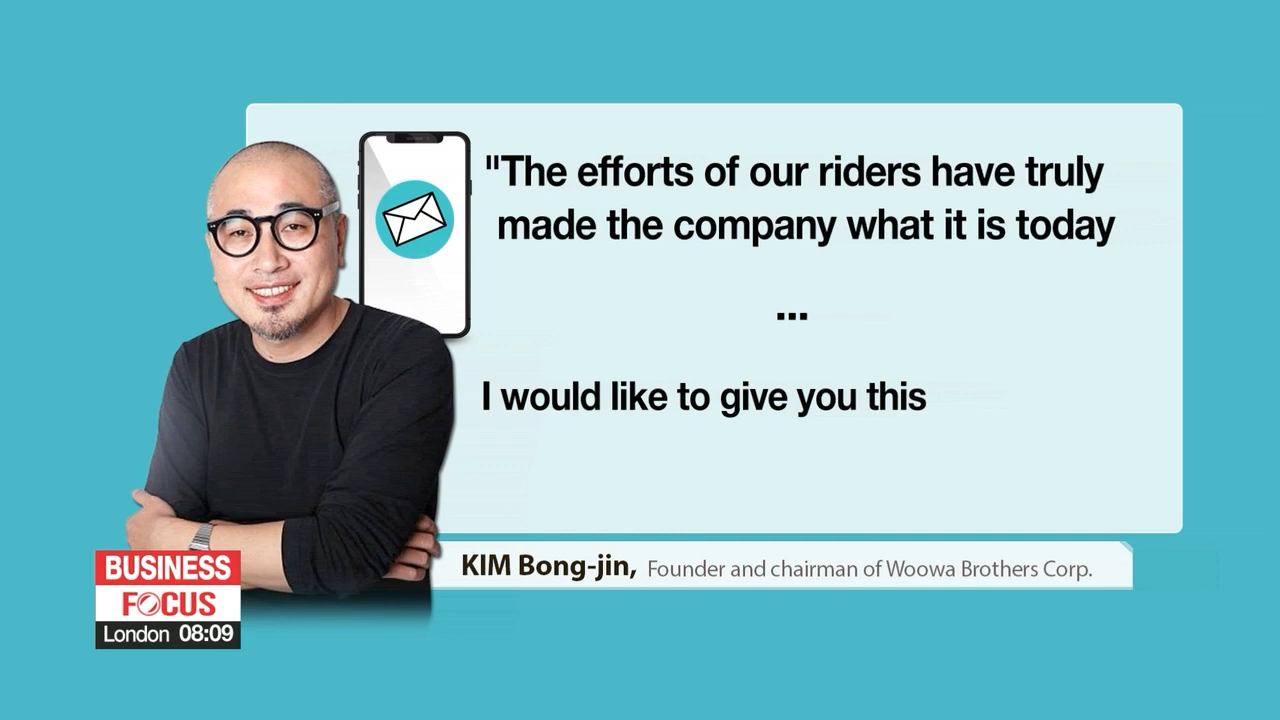 "The efforts of our riders have truly
made the company what it is today
...
I would like to give you this
KIM Bong-jin, Founder and chairman of Woowa Brothers Corp.
BUSINESS
FOCUS
London 08:09